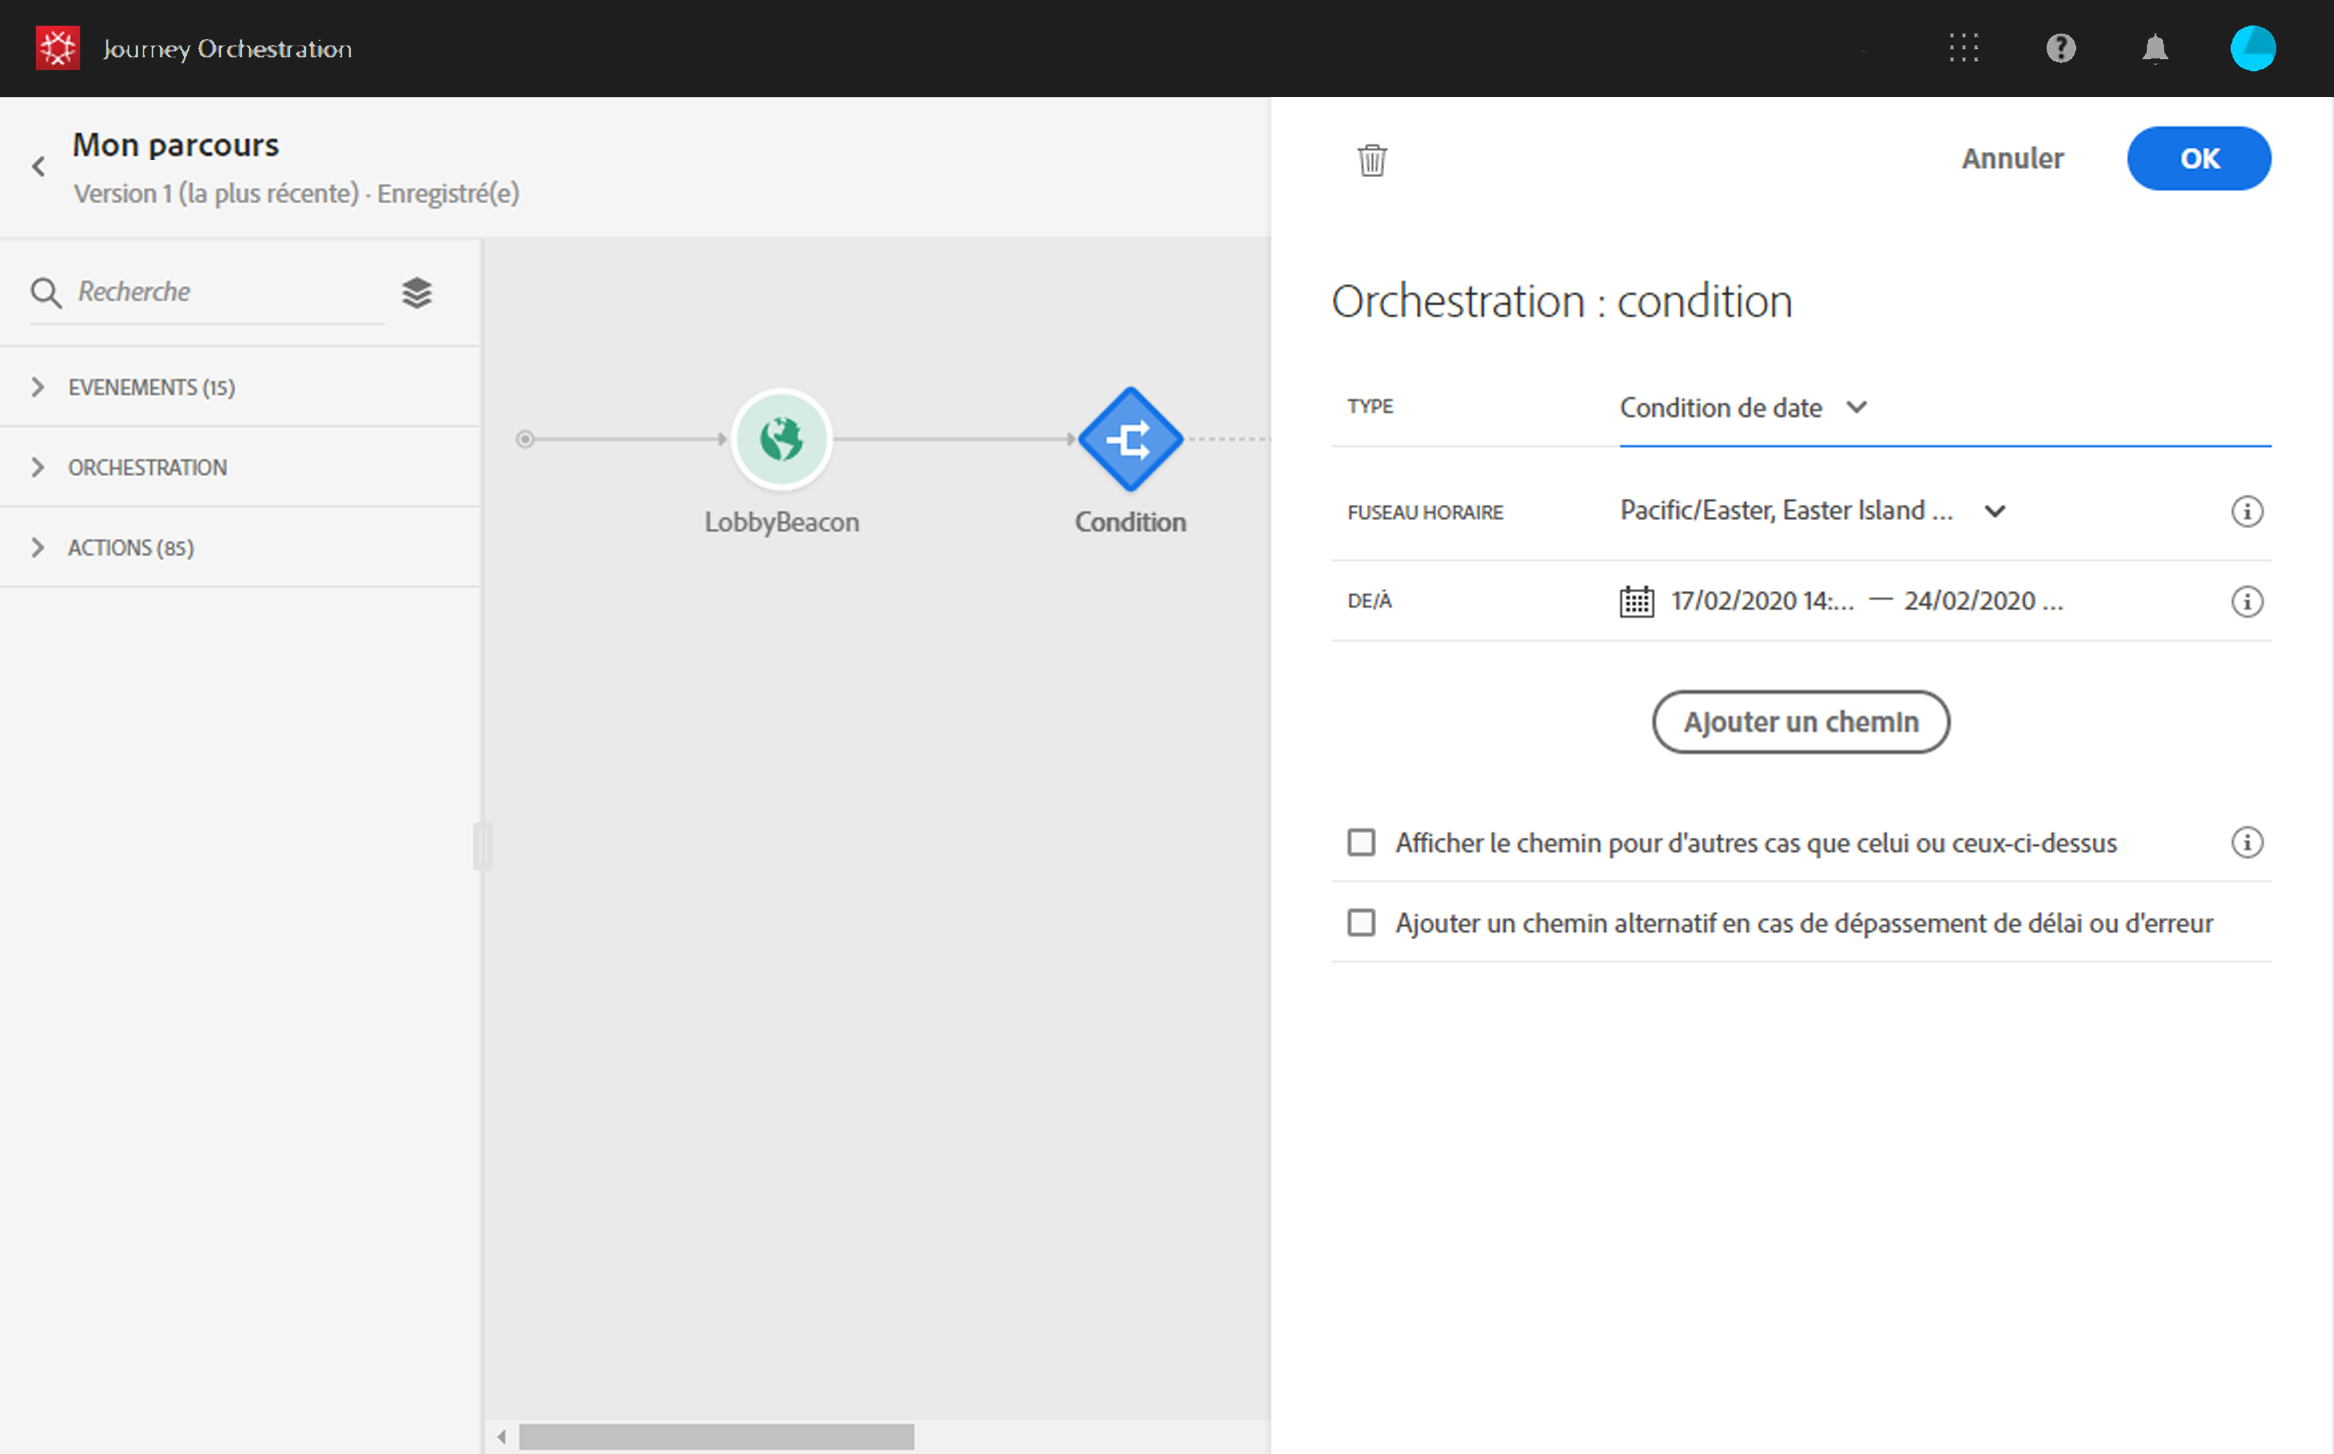 Journey Orchestration
Mon parcours
Version 1 (la plus récente) · Enregistré(e)
Recherche
EVENEMENTS (15)
ORCHESTRATION
ACTIONS (85)
LobbyBeacon
Condition
Annuler
OK
Orchestration : condition
TYPE
Condition de date
FUSEAU HORAIRE
Pacific/Easter, Easter Island ...
DE/À
17/02/2020 14:... — 24/02/2020 ...
Ajouter un chemin
Afficher le chemin pour d'autres cas que celui ou ceux-ci-dessus
Ajouter un chemin alternatif en cas de dépassement de délai ou d'erreur